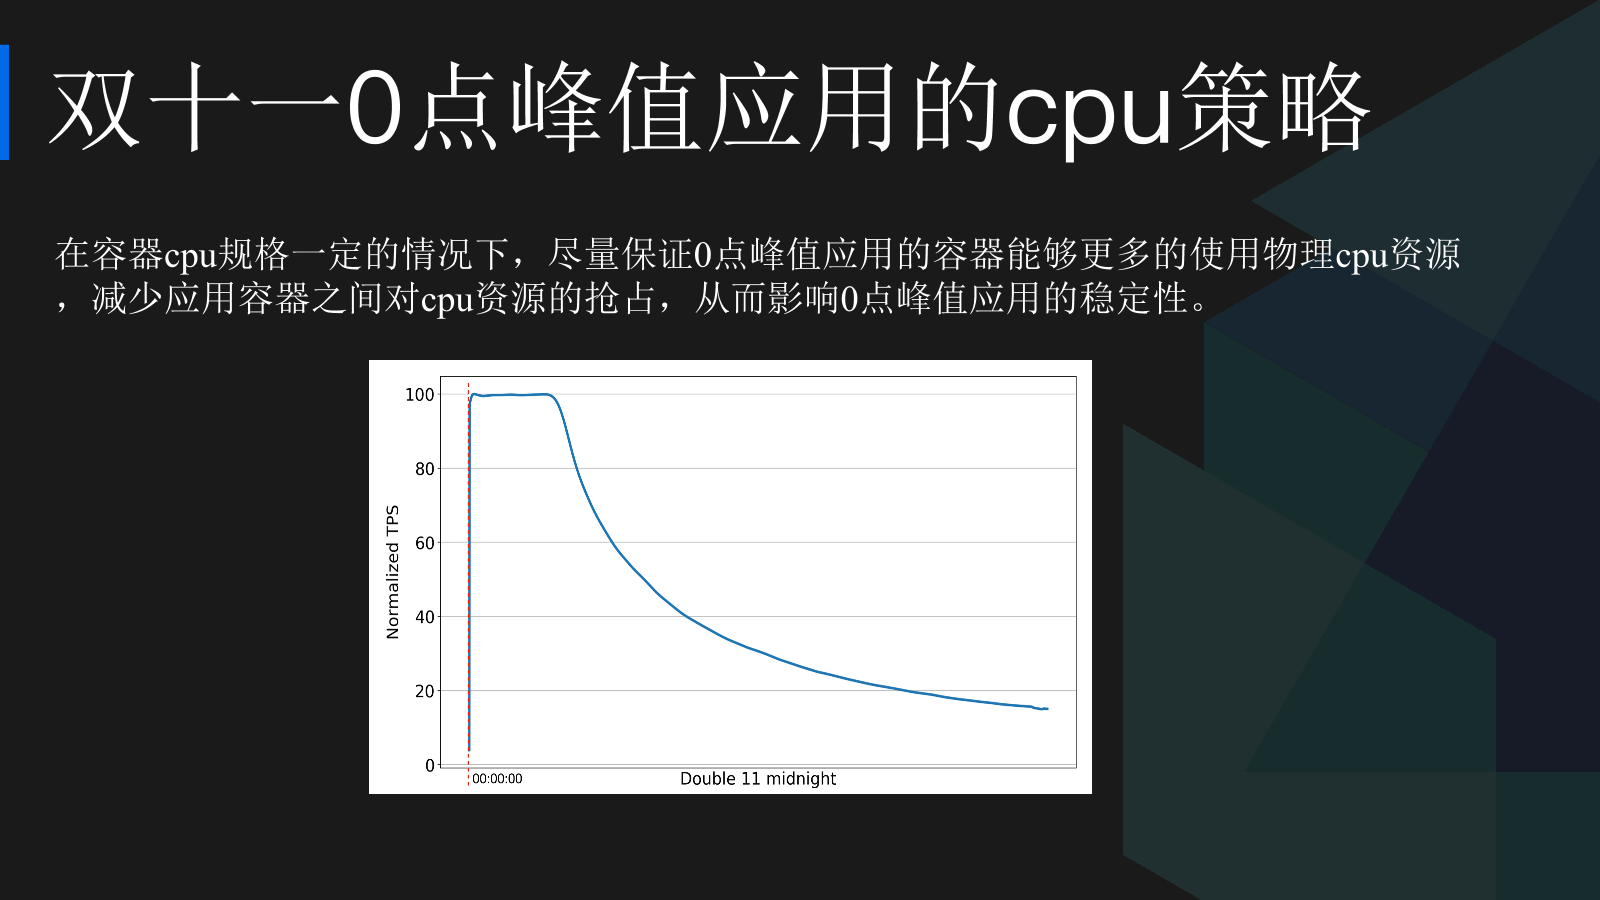 双十一0点峰值应用的cpu策略
在容器cpu规格一定的情况下，尽量保证0点峰值应用的容器能够更多的使用物理cpu资源
，减少应用容器之间对cpu资源的抢占，从而影响0点峰值应用的稳定性。
100
80
60
40
20
0
Normalized TPS
00:00:00
Double 11 midnight